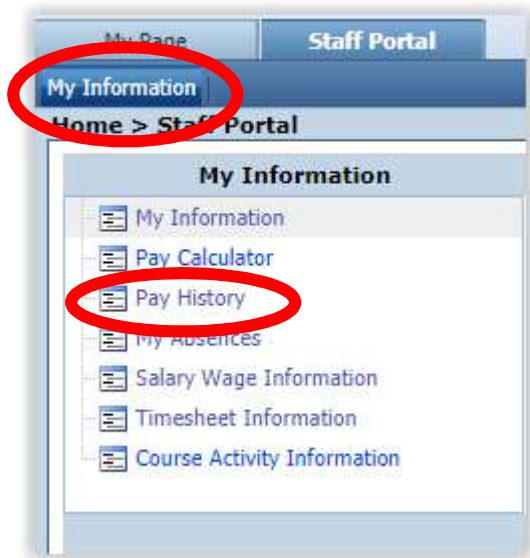 My Page Staff Portal
My Information
Home > Staff Portal
My Information
My Information
Pay Calculator
Pay History
My Absences
Salary Wage Information
Timesheet Information
Course Activity Information